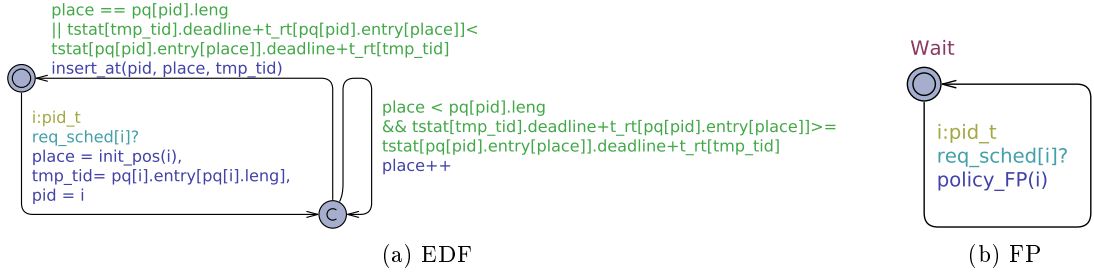 place == pq[pid].leng
|| tstat[tmp_tid].deadline+t_rt[pq[pid].entry[place]]<
tstat[pq[pid].entry[place]].deadline+t_rt[tmp_tid]
insert_at(pid, place, tmp_tid)
i:pid_t
req_sched[i]?
place = init_pos(i),
tmp_tid= pq[i].entry[pq[i].leng],
pid = i
C
place < pq[pid].leng
&& tstat[tmp_tid].deadline+t_rt[pq[pid].entry[place]]>=
tstat[pq[pid].entry[place]].deadline+t_rt[tmp_tid]
place++
(a) EDF
Wait
i:pid_t
req_sched[i]?
policy_FP(i)
(b) FP